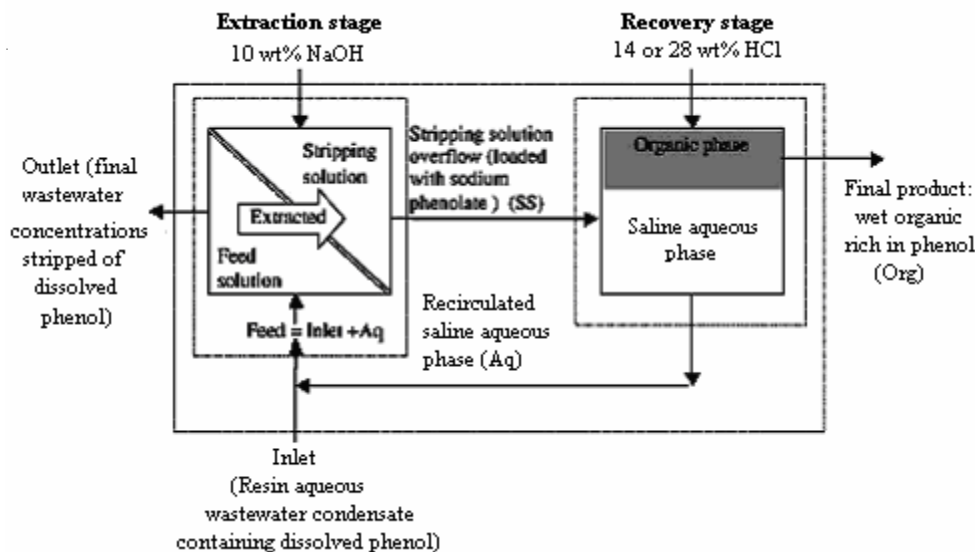 Extraction stage
10 wt% NaOH
Recovery stage
14 or 28 wt% HCl
Outlet (final
wastewater
concentrations
stripped of
dissolved
phenol)
Stripping
solution
Extracted
Feed
solution
Feed = Inlet +Aq
Stripping solution
overflow (loaded
with sodium
phenolate ) (SS)
Organic phase
Saline aqueous
phase
Final product:
wet organic
rich in phenol
(Org)
Recirculated
saline aqueous
phase (Aq)
Inlet
(Resin aqueous
wastewater condensate
containing dissolved phenol)